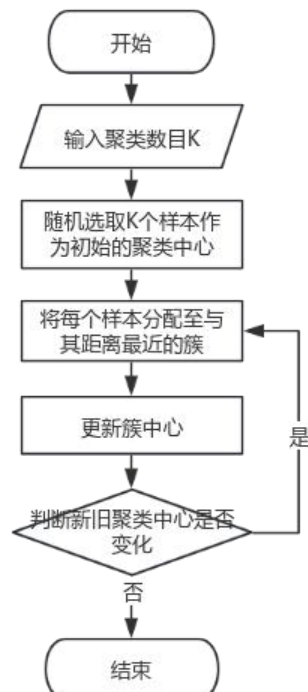 开始
输入聚类数目K
随机选取K个样本作
为初始的聚类中心
将每个样本分配至与
其距离最近的簇
更新簇中心
是
判断新旧聚类中心是否
变化
否
结束